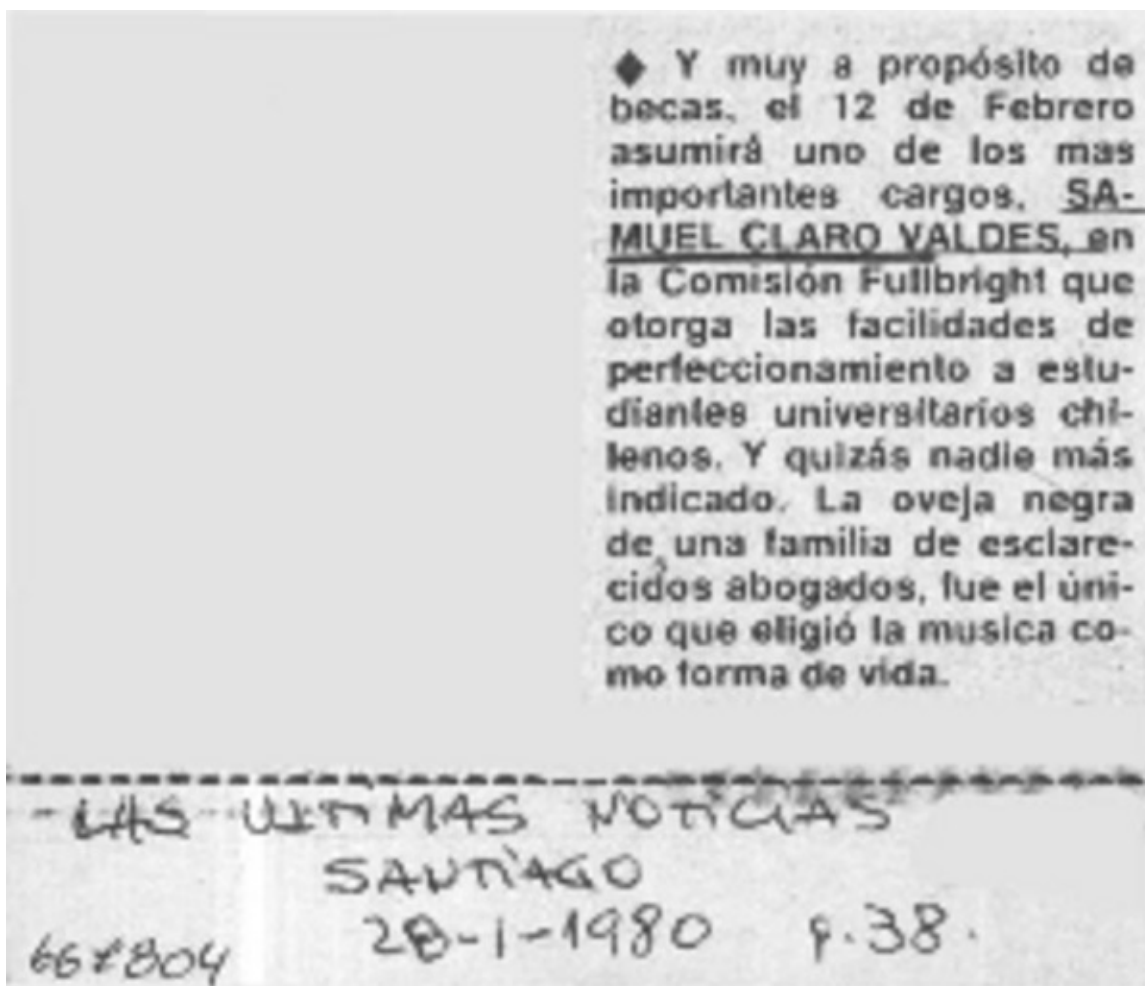 ◆ Y muy a propósito de
becas, el 12 de Febrero
asumirá uno de los mas
importantes cargos, SA-
MUEL CLARO VALDES, en
la Comisión Fullbright que
otorga las facilidades de
perfeccionamiento a estu-
diantes universitarios chi-
lenos. Y quizás nadie más
indicado. La oveja negra
de una familia de esclare-
cidos abogados, fue el úni-
co que eligió la musica co-
mo forma de vida.
- LAS ULTIMAS NOTICIAS
SANTIAGO
28-1-1980 p. 38.